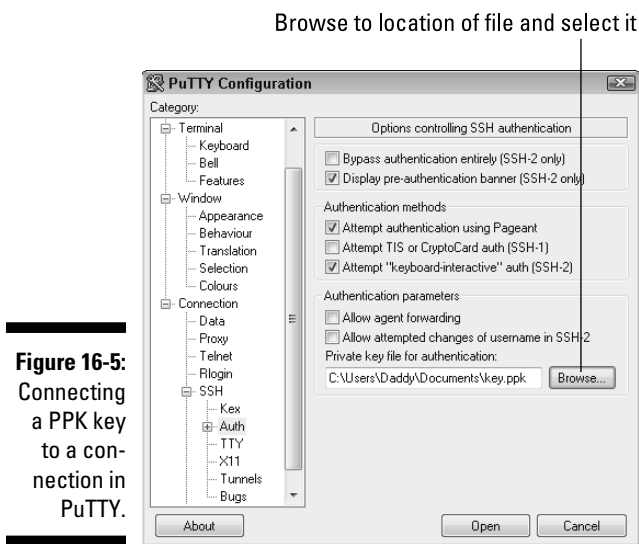 Browse to location of file and select it
PuTTY Configuration
Category:
Terminal
Keyboard
Bell
Features
Window
Appearance
Behaviour
Translation
Selection
Colours
Connection
Data
Proxy
Telnet
Rlogin
SSH
Kex
Auth
TTY
X11
Tunnels
Bugs
Options controlling SSH authentication
Bypass authentication entirely (SSH-2 only)
Display pre-authentication banner (SSH-2 only)
Authentication methods
Attempt authentication using Pageant
Attempt TIS or CryptoCard auth (SSH-1)
Attempt "keyboard-interactive" auth (SSH-2)
Authentication parameters
Allow agent forwarding
Allow attempted changes of username in SSH-2
Private key file for authentication:
C:\Users\Daddy\Documents\key.ppk Browse...
About Open Cancel
Figure 16-5:
Connecting
a PPK key
to a con-
nection in
PuTTY.